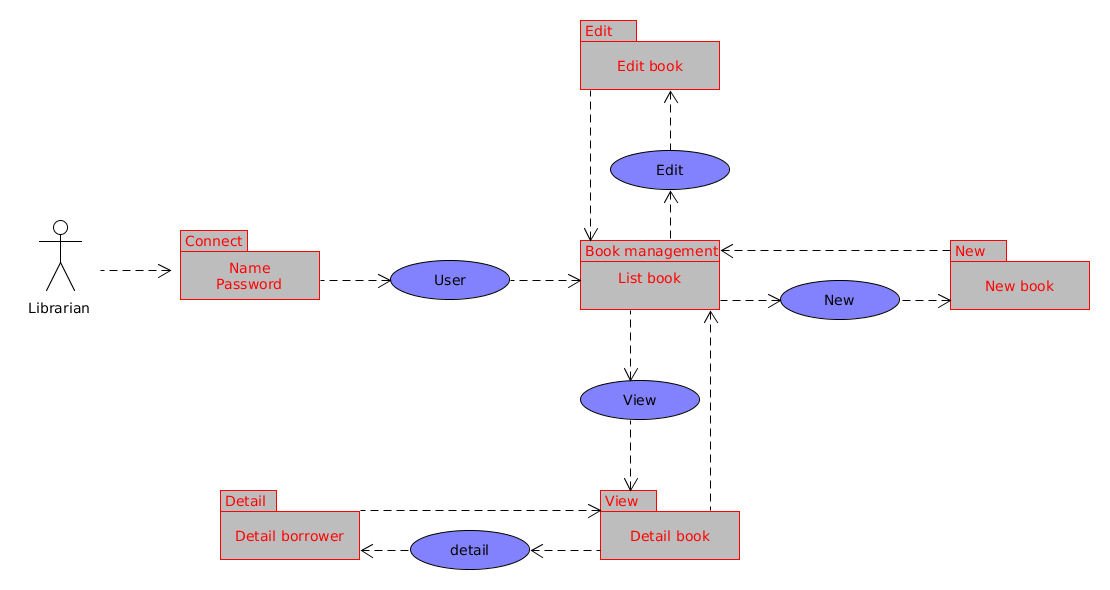 Edit
Edit book
Edit
Librarian
Connect
Name
Password
User
Book management
List book
New
New
New book
View
Detail
Detail borrower
detail
View
Detail book